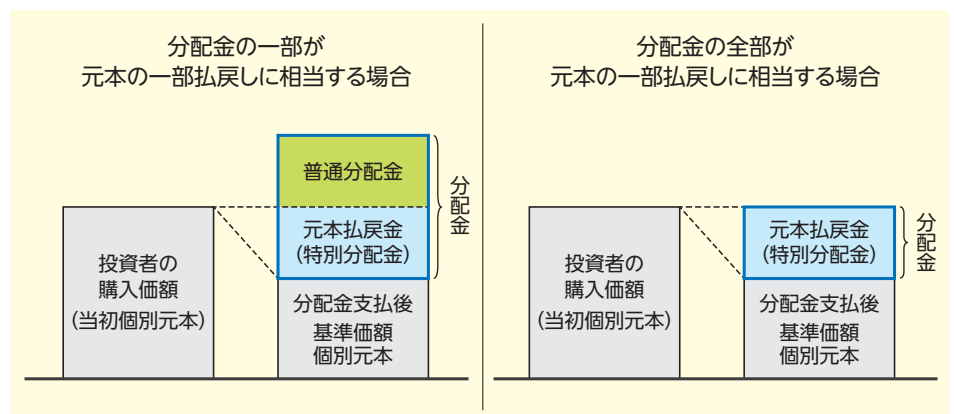 分配金の一部が
元本の一部払戻しに相当する場合
普通分配金
元本払戻金
(特別分配金)
分配金
投資者の
購入価額
(当初個別元本)
分配金支払後
基準価額
個別元本
分配金の全部が
元本の一部払戻しに相当する場合
元本払戻金
(特別分配金)
分配金
投資者の
購入価額
(当初個別元本)
分配金支払後
基準価額
個別元本